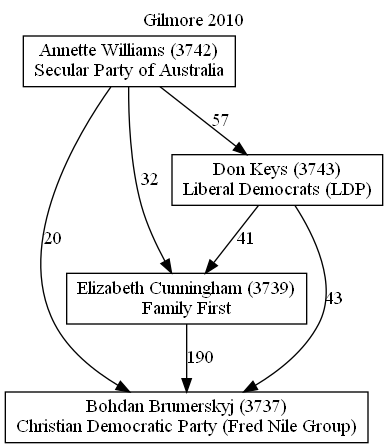 Gilmore 2010
Annette Williams (3742)
Secular Party of Australia
57
Don Keys (3743)
Liberal Democrats (LDP)
32
20
41
43
Elizabeth Cunningham (3739)
Family First
190
Bohdan Brumerskyj (3737)
Christian Democratic Party (Fred Nile Group)